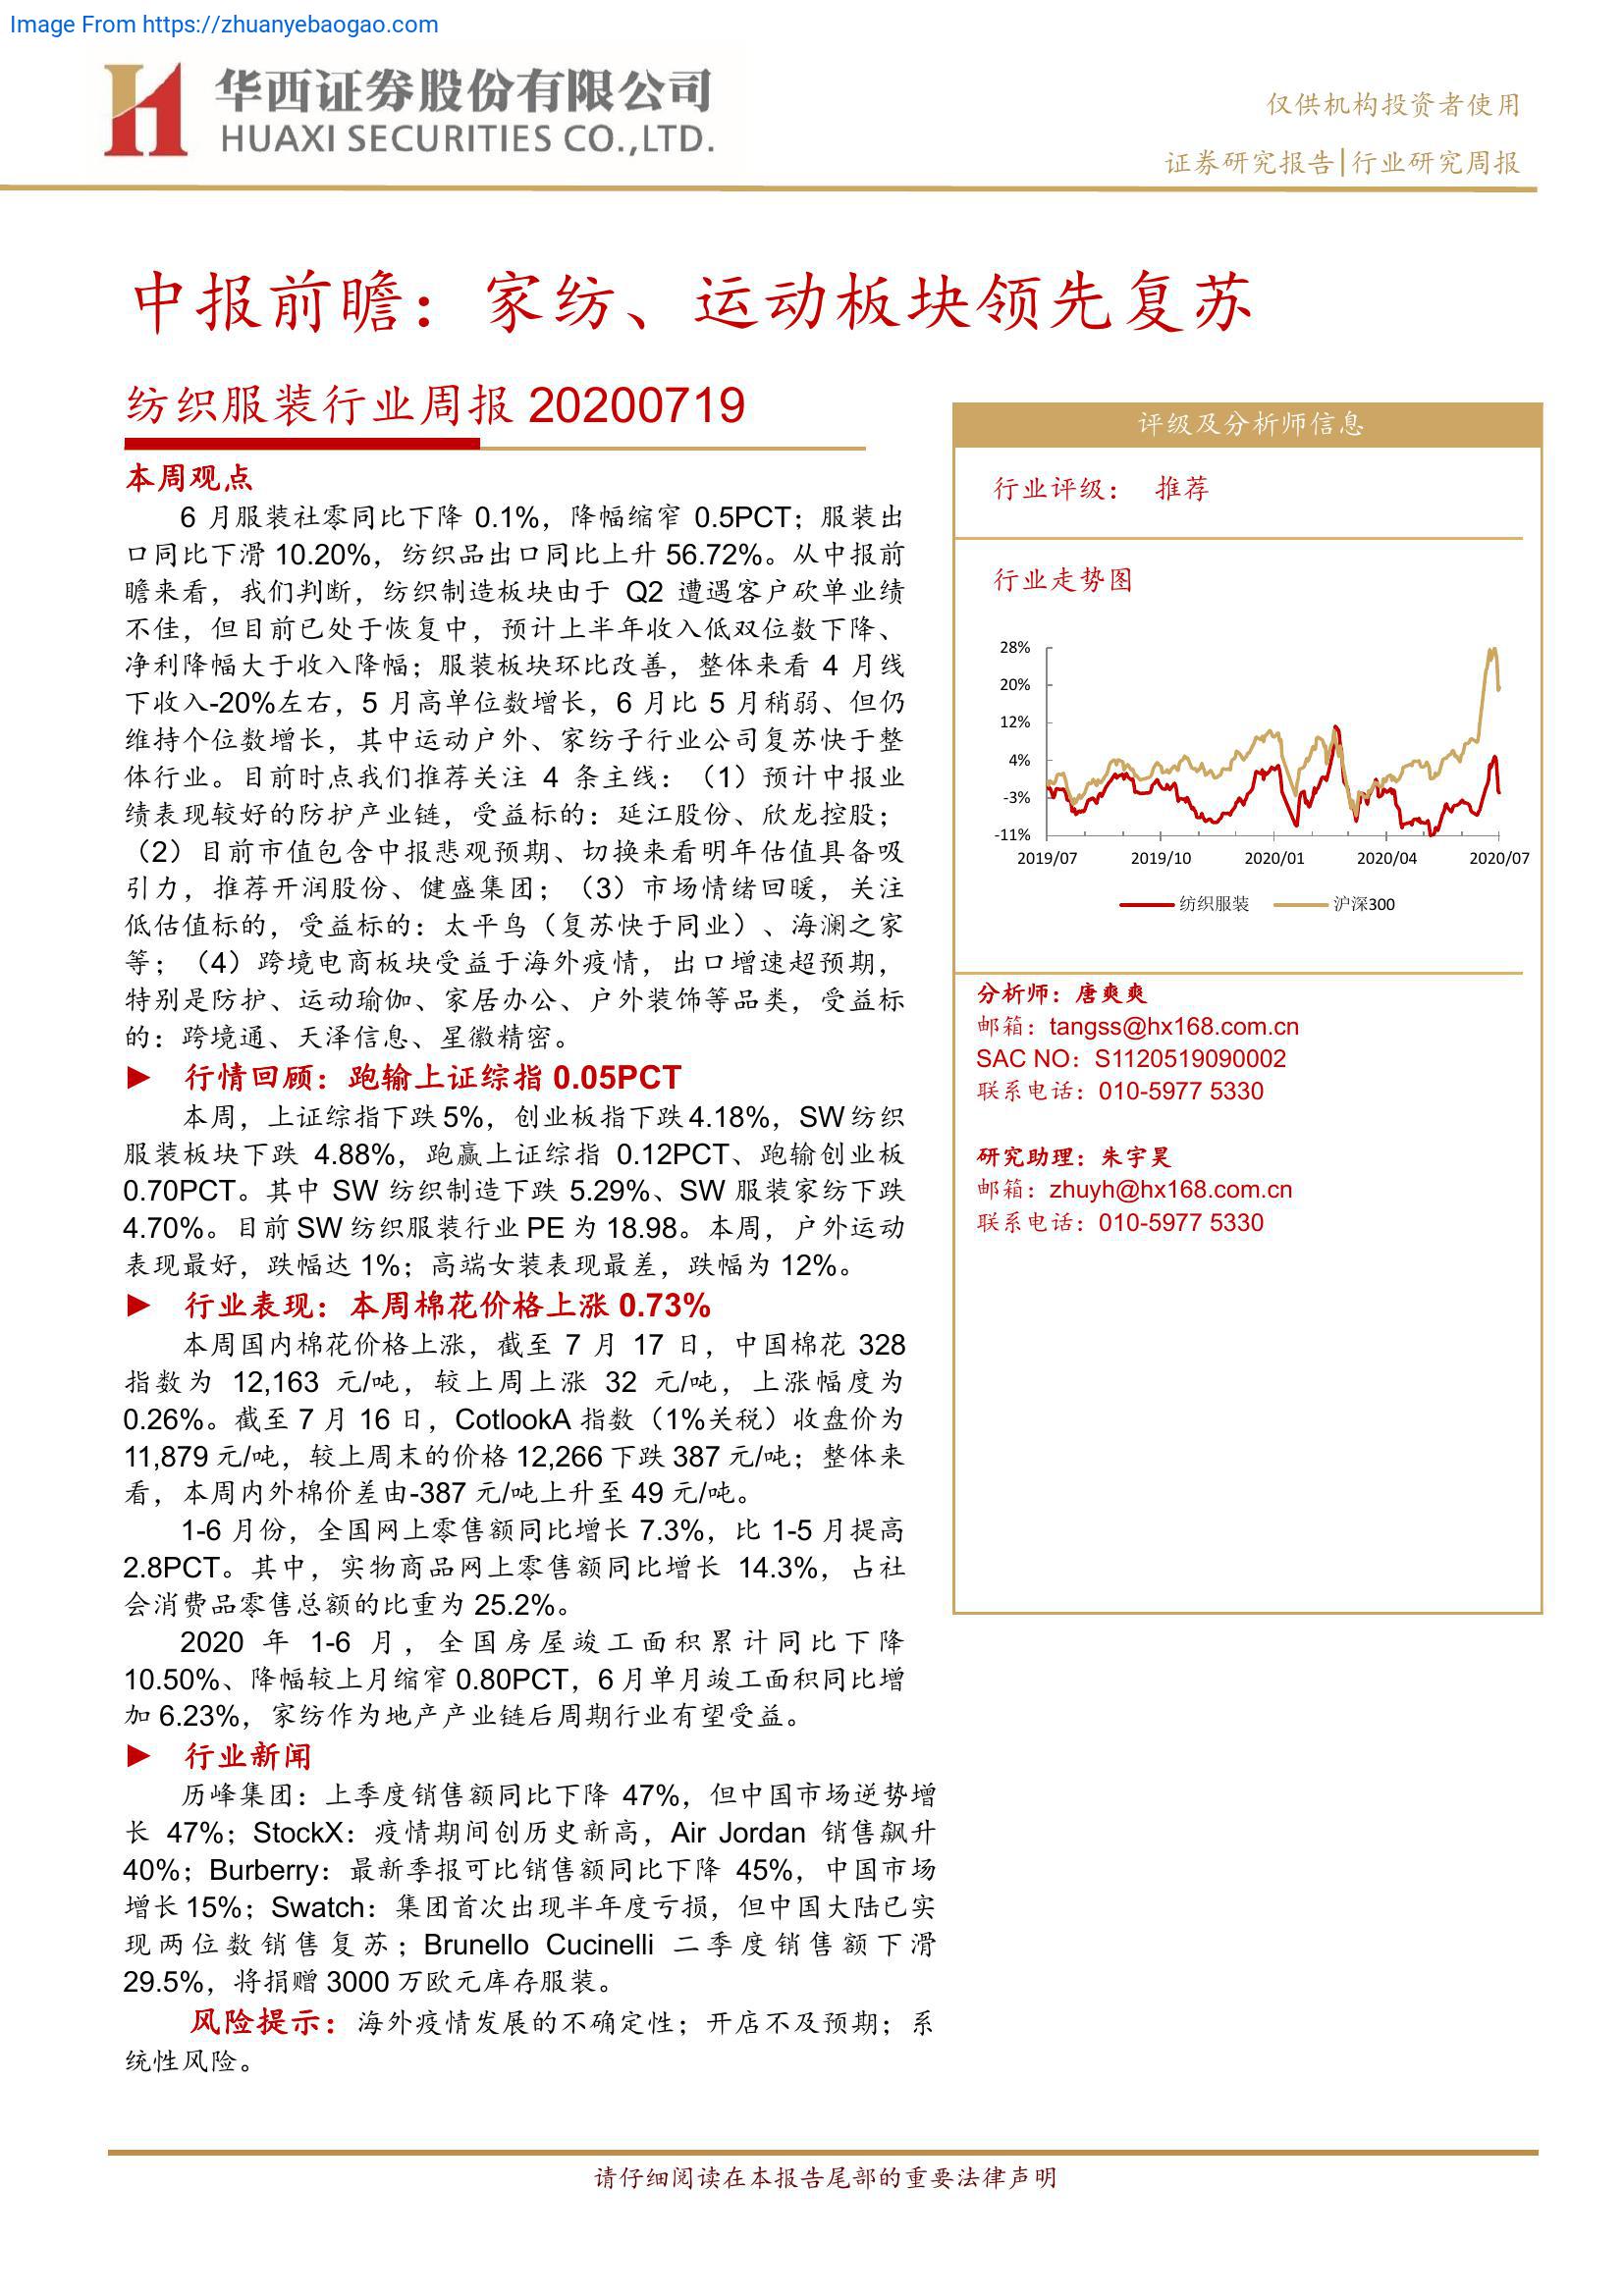 Image From https://zhuanyebaogao.com
华西证券股份有限公司
HUAXI SECURITIES CO.,LTD.
仅供机构投资者使用
证券研究报告|行业研究周报
中报前瞻：家纺、运动板块领先复苏
纺织服装行业周报 20200719
本周观点
6 月服装社零同比下降 0.1%，降幅缩窄 0.5PCT；服装出
口同比下滑 10.20%，纺织品出口同比上升 56.72%。从中报前
瞻来看，我们判断，纺织制造板块由于 Q2 遭遇客户砍单业绩
不佳，但目前已处于恢复中，预计上半年收入低双位数下降、
净利降幅大于收入降幅；服装板块环比改善，整体来看 4 月线
下收入-20%左右，5 月高单位数增长，6 月比 5 月稍弱、但仍
维持个位数增长，其中运动户外、家纺子行业公司复苏快于整
体行业。目前时点我们推荐关注 4 条主线：（1）预计中报业
绩表现较好的防护产业链，受益标的：延江股份、欣龙控股；
（2）目前市值包含中报悲观预期、切换来看明年估值具备吸
引力，推荐开润股份、健盛集团；（3）市场情绪回暖，关注
低估值标的，受益标的：太平鸟（复苏快于同业）、海澜之家
等；（4）跨境电商板块受益于海外疫情，出口增速超预期，
特别是防护、运动瑜伽、家居办公、户外装饰等品类，受益标
的：跨境通、天泽信息、星徽精密。
► 行情回顾：跑输上证综指 0.05PCT
本周，上证综指下跌 5%，创业板指下跌 4.18%，SW 纺织
服装板块下跌 4.88%，跑赢上证综指 0.12PCT、跑输创业板
0.70PCT。其中 SW 纺织制造下跌 5.29%、SW 服装家纺下跌
4.70%。目前 SW 纺织服装行业 PE 为 18.98。本周，户外运动
表现最好，跌幅达 1%；高端女装表现最差，跌幅为 12%。
► 行业表现：本周棉花价格上涨 0.73%
本周国内棉花价格上涨，截至 7 月 17 日，中国棉花 328
指数为 12,163 元/吨，较上周上涨 32 元/吨，上涨幅度为
0.26%。截至 7 月 16 日，CotlookA 指数（1%关税）收盘价为
11,879 元/吨，较上周末的价格 12,266 下跌 387 元/吨；整体来
看，本周内外棉价差由-387 元/吨上升至 49 元/吨。
1-6 月份，全国网上零售额同比增长 7.3%，比 1-5 月提高
2.8PCT。其中，实物商品网上零售额同比增长 14.3%，占社
会消费品零售总额的比重为 25.2%。
2020 年 1-6 月，全国房屋竣工面积累计同比下降
10.50%、降幅较上月缩窄 0.80PCT，6 月单月竣工面积同比增
加 6.23%，家纺作为地产产业链后周期行业有望受益。
► 行业新闻
历峰集团：上季度销售额同比下降 47%，但中国市场逆势增
长 47%；StockX：疫情期间创历史新高，Air Jordan 销售飙升
40%；Burberry：最新季报可比销售额同比下降 45%，中国市场
增长 15%；Swatch：集团首次出现半年度亏损，但中国大陆已实
现两位数销售复苏；Brunello Cucinelli 二季度销售额下滑
29.5%，将捐赠 3000 万欧元库存服装。
风险提示：海外疫情发展的不确定性；开店不及预期；系
统性风险。
评级及分析师信息
行业评级： 推荐
行业走势图
28%
20%
12%
4%
-3%
-11%
2019/07 2019/10 2020/01 2020/04 2020/07
纺织服装 沪深300
分析师：唐爽爽
邮箱：tangss@hx168.com.cn
SAC NO：S1120519090002
联系电话：010-5977 5330
研究助理：朱宇昊
邮箱：zhuyh@hx168.com.cn
联系电话：010-5977 5330
请仔细阅读在本报告尾部的重要法律声明